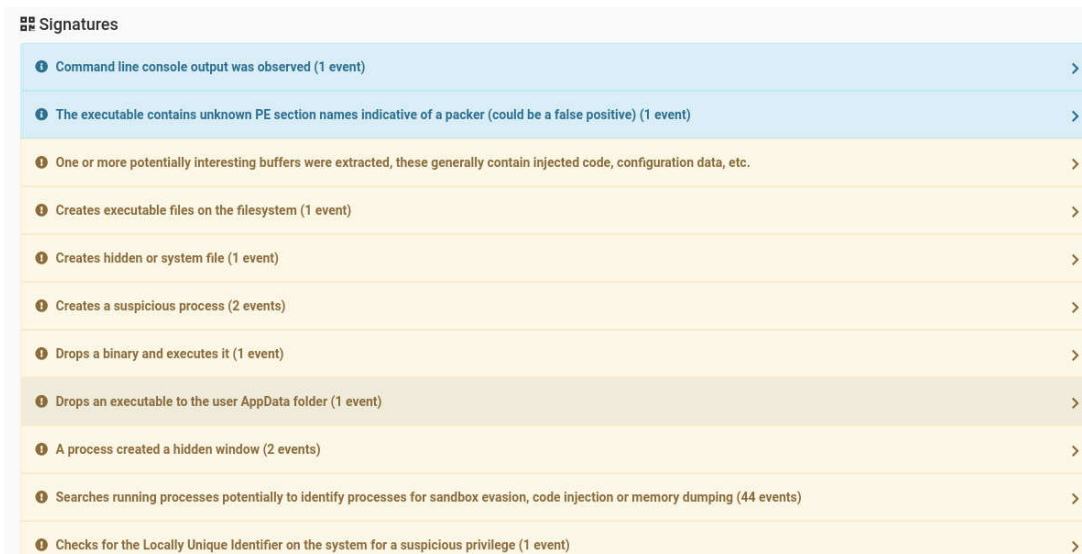 Signatures
Command line console output was observed (1 event)
The executable contains unknown PE section names indicative of a packer (could be a false positive) (1 event)
One or more potentially interesting buffers were extracted, these generally contain injected code, configuration data, etc.
Creates executable files on the filesystem (1 event)
Creates hidden or system file (1 event)
Creates a suspicious process (2 events)
Drops a binary and executes it (1 event)
Drops an executable to the user AppData folder (1 event)
A process created a hidden window (2 events)
Searches running processes potentially to identify processes for sandbox evasion, code injection or memory dumping (44 events)
Checks for the Locally Unique Identifier on the system for a suspicious privilege (1 event)